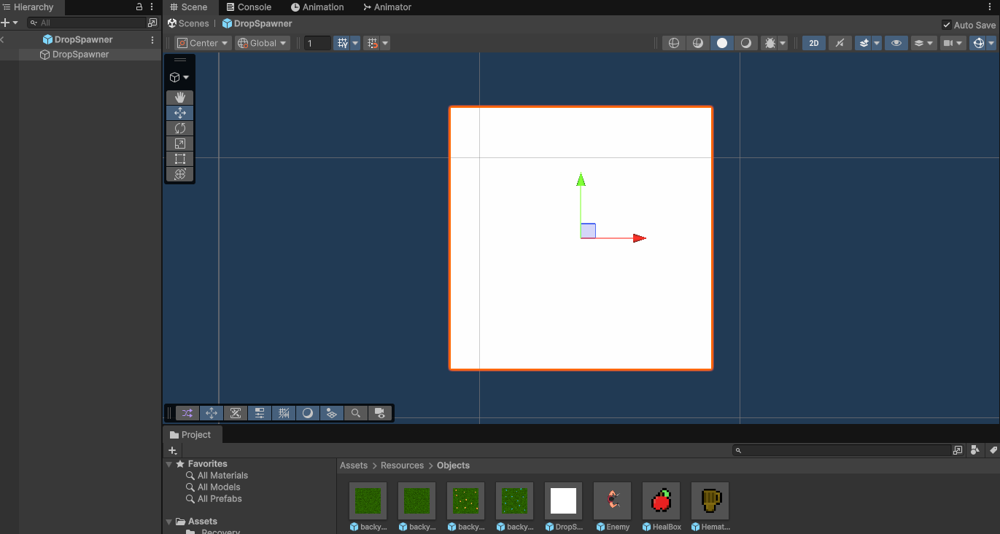 Hierarchy
Scene
Console
Animation
Animator
All
Scenes
DropSpawner
Auto Save
DropSpawner
DropSpawner
Center
Global
1
2D
Project
Favorites
All Materials
All Models
All Prefabs
Assets
Recovery
Assets > Resources > Objects
backy...
backy...
backy...
backy...
DropS...
Enemy
HealBox
Hemat...